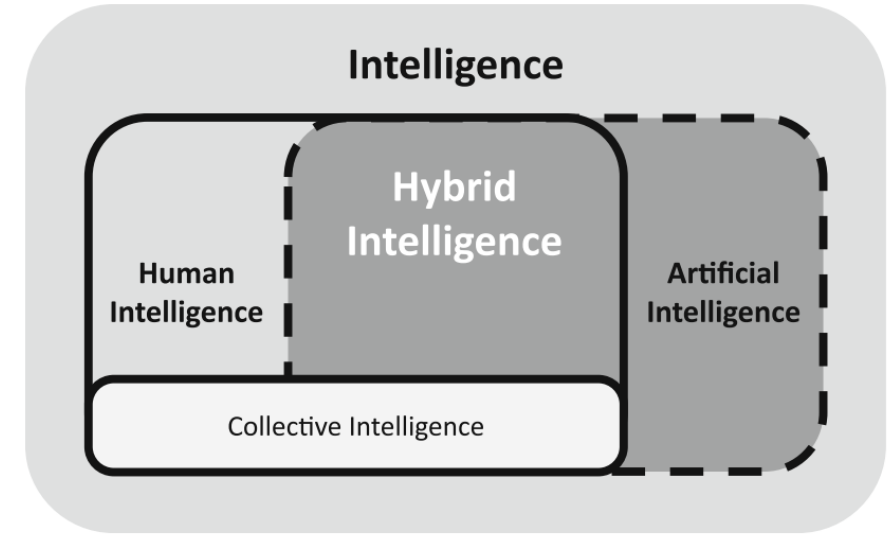 Intelligence
Hybrid
Intelligence
Human
Intelligence
Artificial
Intelligence
Collective Intelligence